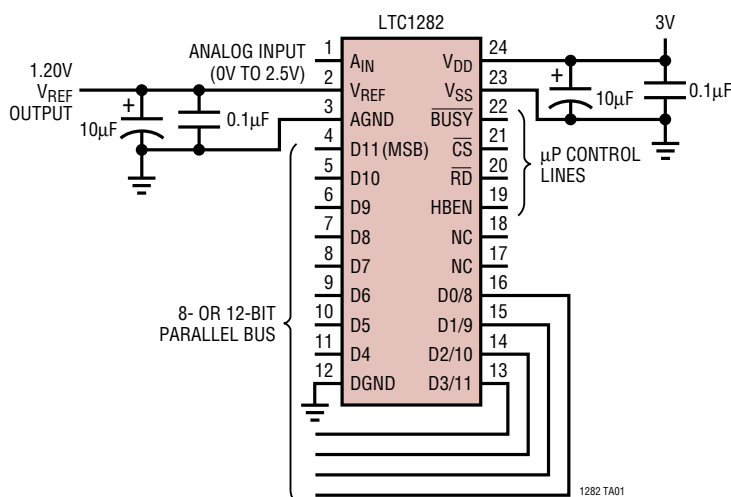 LTC1282
3V
ANALOG INPUT
(0V TO 2.5V)
1.20V
VREF
OUTPUT
+
10µF
0.1µF
1 AIN
2 VREF
3 AGND
4 D11 (MSB)
5 D10
6 D9
7 D8
8 D7
9 D6
10 D5
11 D4
12 DGND
VDD 24
VSS 23
BUSY 22
CS 21
RD 20
HBEN 19
NC 18
NC 17
D0/8 16
D1/9 15
D2/10 14
D3/11 13
+
10µF
0.1µF
µP CONTROL
LINES
8- OR 12-BIT
PARALLEL BUS
1282 TA01